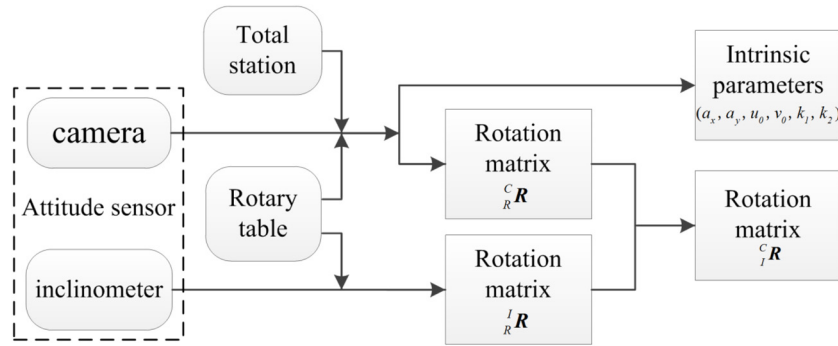 Total
station
camera
Attitude sensor
Rotary
table
inclinometer
Intrinsic
parameters
(a_x, a_y, u_0, v_0, k_1, k_2)
Rotation
matrix
^C_R R
Rotation
matrix
^I_R R
Rotation
matrix
^C_I R